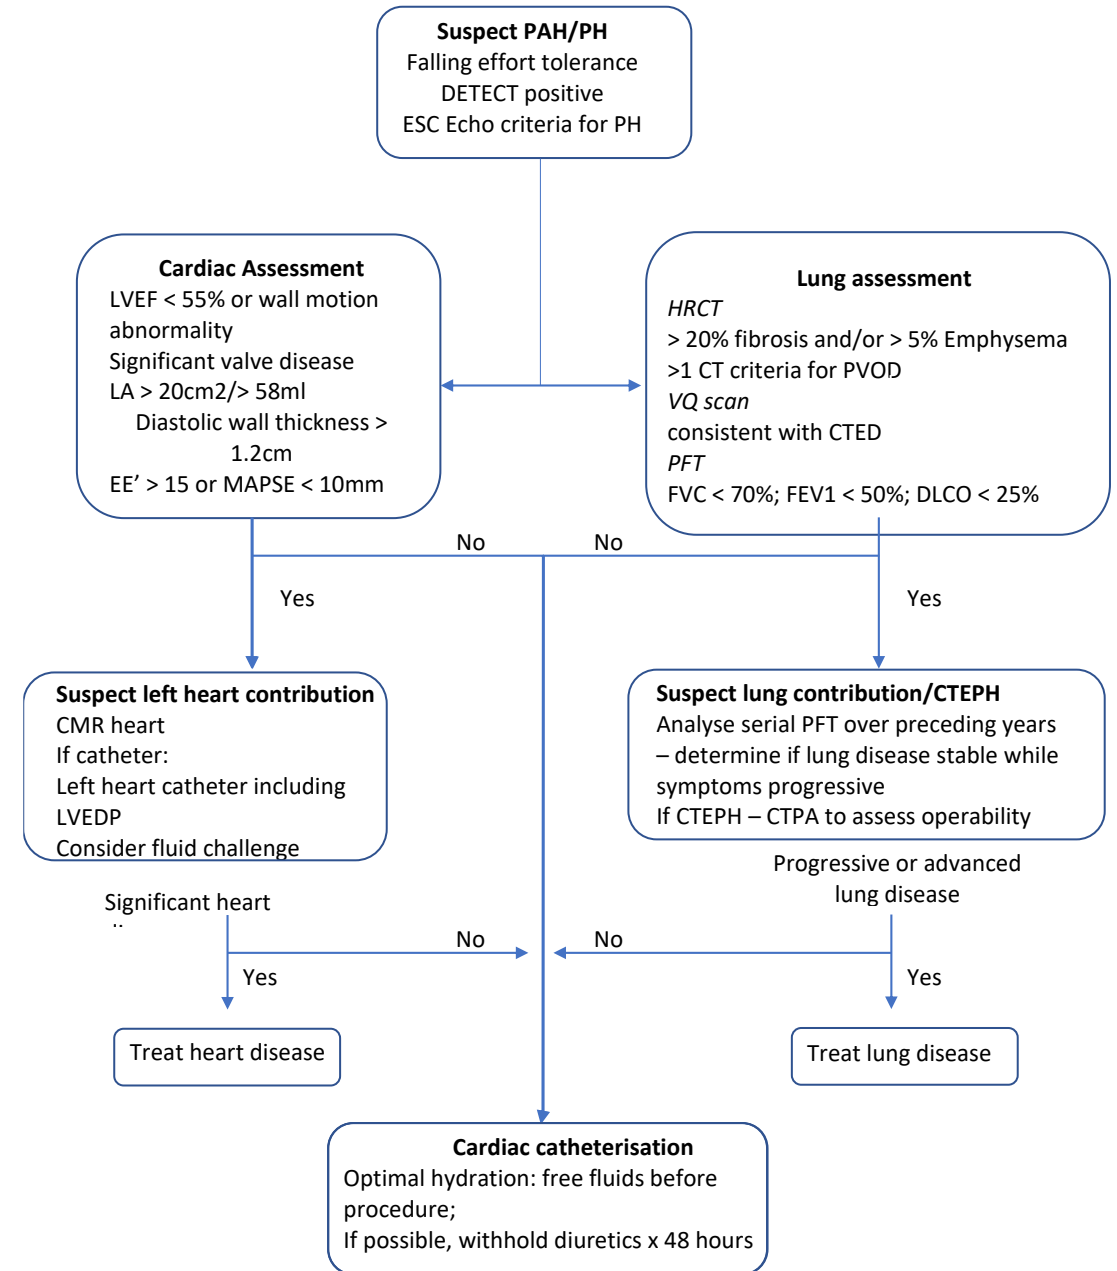 Suspect PAH/PH
Falling effort tolerance
DETECT positive
ESC Echo criteria for PH
Cardiac Assessment
LVEF < 55% or wall motion
abnormality
Significant valve disease
LA > 20cm2/> 58ml
Diastolic wall thickness >
1.2cm
EE’ > 15 or MAPSE < 10mm
Lung assessment
HRCT
> 20% fibrosis and/or > 5% Emphysema
>1 CT criteria for PVOD
VQ scan
consistent with CTED
PFT
FVC < 70%; FEV1 < 50%; DLCO < 25%
No
No
Yes
Yes
Suspect left heart contribution
CMR heart
If catheter:
Left heart catheter including
LVEDP
Consider fluid challenge
Suspect lung contribution/CTEPH
Analyse serial PFT over preceding years
– determine if lung disease stable while
symptoms progressive
If CTEPH – CTPA to assess operability
Significant heart
Progressive or advanced
lung disease
No
No
Yes
Yes
Treat heart disease
Treat lung disease
Cardiac catheterisation
Optimal hydration: free fluids before
procedure;
If possible, withhold diuretics x 48 hours